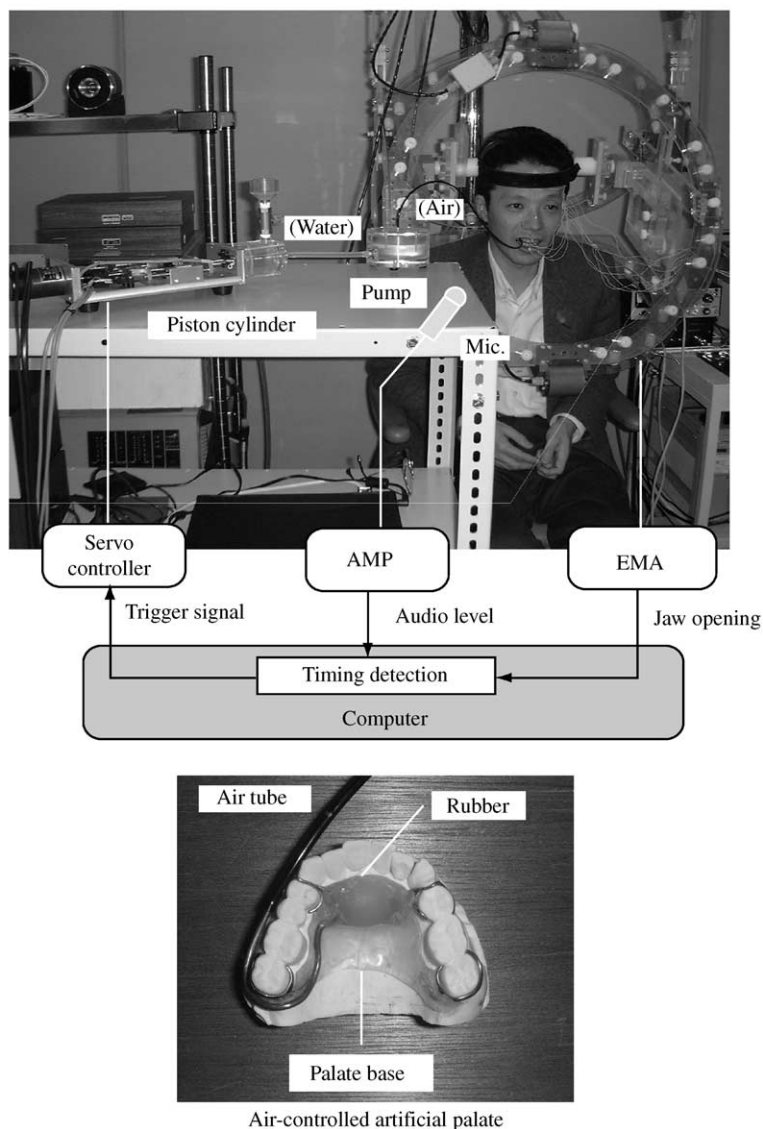 (Water)
(Air)
Pump
Piston cylinder
Mic.
Servo
controller
AMP
EMA
Trigger signal
Audio level
Jaw opening
Timing detection
Computer
Air tube
Rubber
Palate base
Air-controlled artificial palate